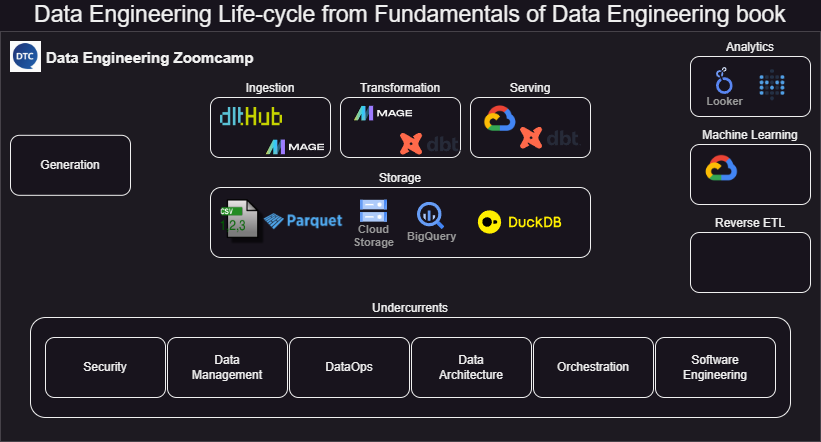 Data Engineering Life-cycle from Fundamentals of Data Engineering book
DTC
Data Engineering Zoomcamp
Analytics
Looker
Ingestion
Transformation
Serving
dltHub
MAGE
MAGE
dbt
dbt
Generation
Machine Learning
Storage
CSV
1 2,3
Parquet
Cloud
Storage
BigQuery
DuckDB
Reverse ETL
Undercurrents
Security
Data
Management
DataOps
Data
Architecture
Orchestration
Software
Engineering